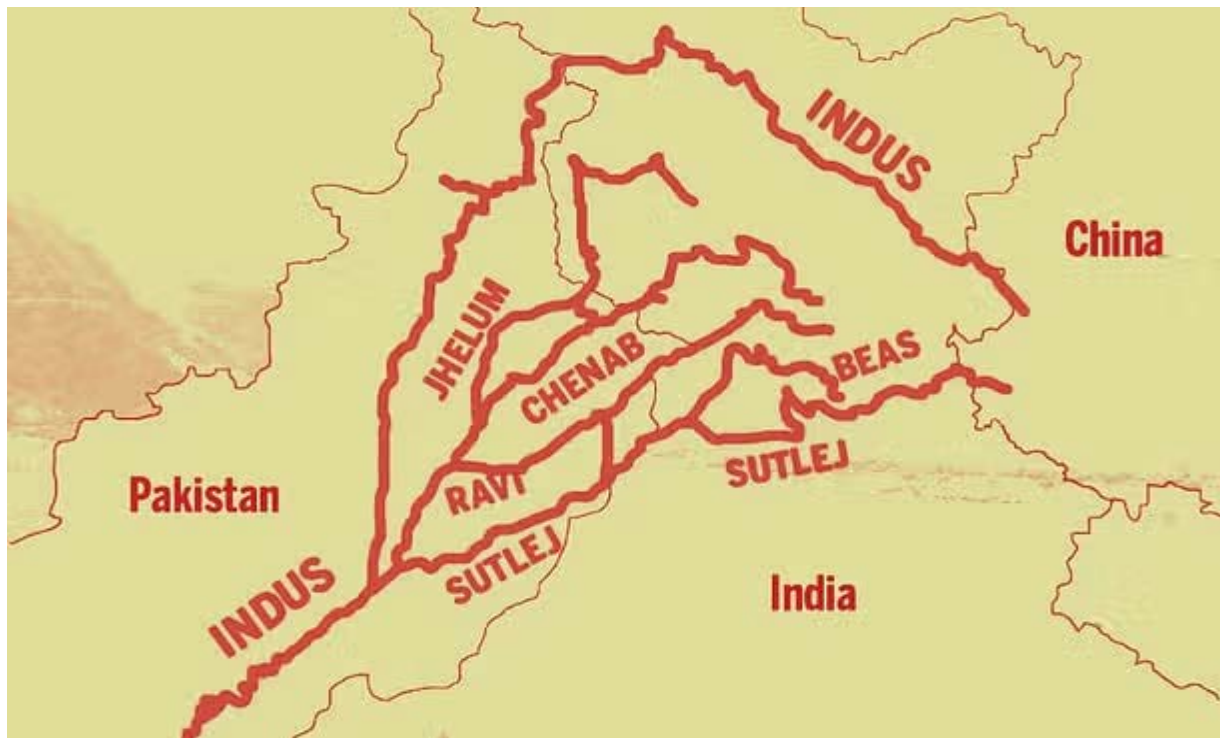 INDUS
China
JHELUM
CHENAB
BEAS
SUTLEJ
Pakistan
RAVI
SUTLEJ
INDUS
India